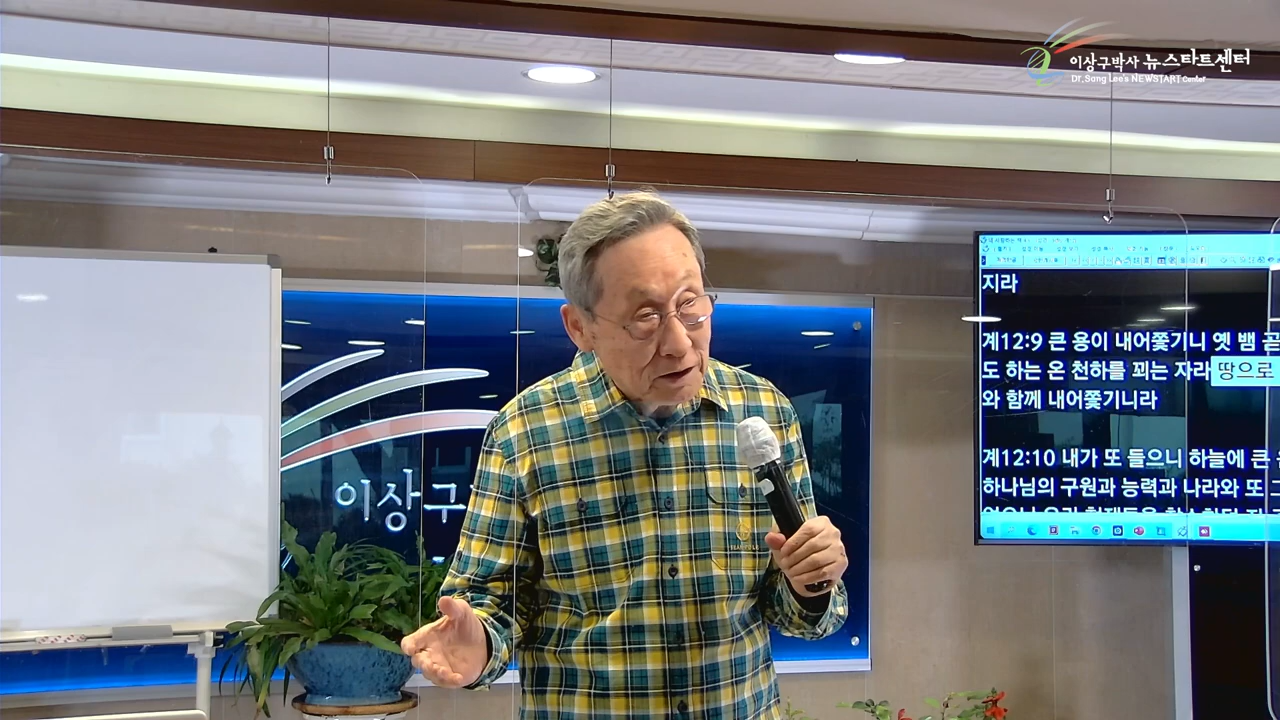 이상구박사 뉴스타트센터
Dr. Sang Lee's NEWSTART Center
지라
계12:9 큰 용이 내어쫓기니 옛 뱀 곧
도 하는 온 천하를 꾀는 자라 땅으로
와 함께 내어쫓기니라
계12:10 내가 또 들으니 하늘에 큰
하나님의 구원과 능력과 나라와 또 그
이상구